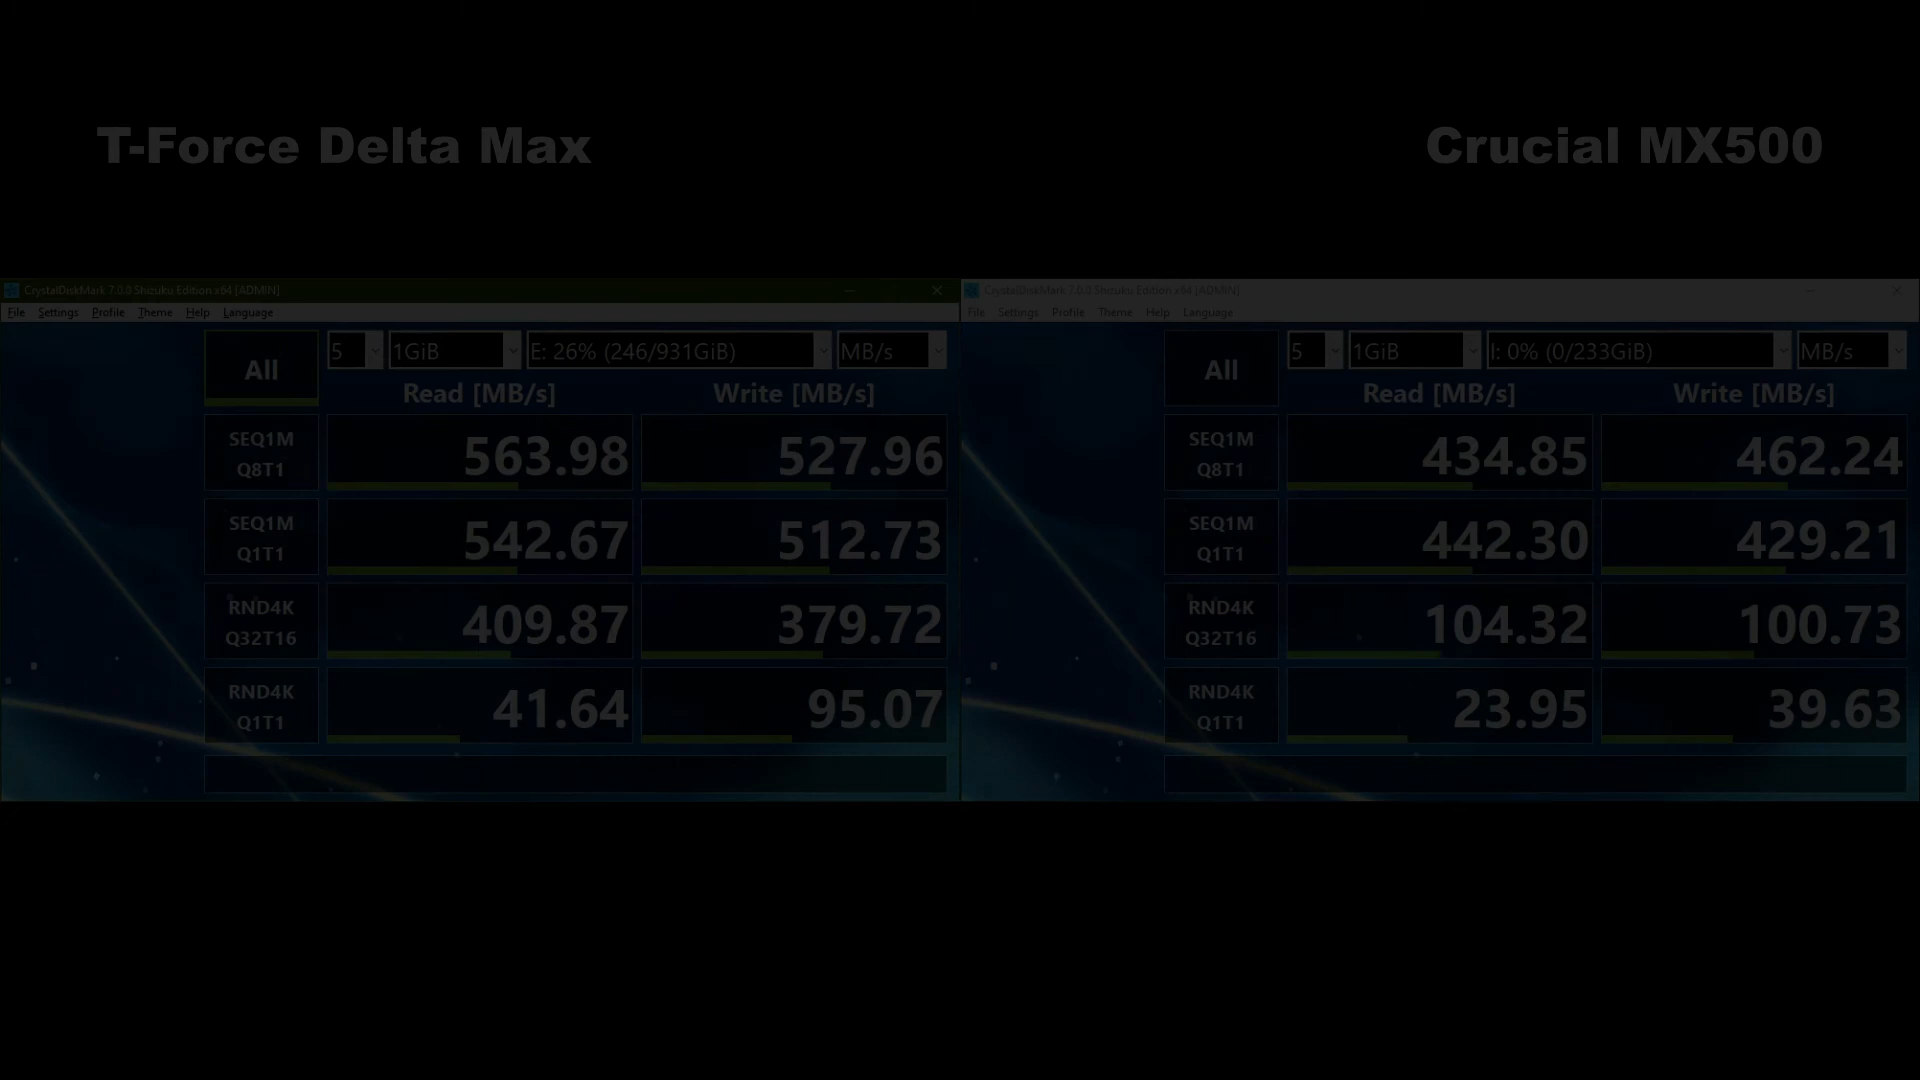 T-Force Delta Max
Crucial MX500
CrystalDiskMark 7.0.0 Shizuku Edition x64 [ADMIN]
File Settings Profile Theme Help Language
All
5
1GiB
E: 26% (246/931GiB)
MB/s
Read [MB/s]
Write [MB/s]
SEQ1M
Q8T1
563.98
527.96
SEQ1M
Q1T1
542.67
512.73
RND4K
Q32T16
409.87
379.72
RND4K
Q1T1
41.64
95.07
CrystalDiskMark 7.0.0 Shizuku Edition x64 [ADMIN]
File Settings Profile Theme Help Language
All
5
1GiB
I: 0% (0/233GiB)
MB/s
Read [MB/s]
Write [MB/s]
SEQ1M
Q8T1
434.85
462.24
SEQ1M
Q1T1
442.30
429.21
RND4K
Q32T16
104.32
100.73
RND4K
Q1T1
23.95
39.63